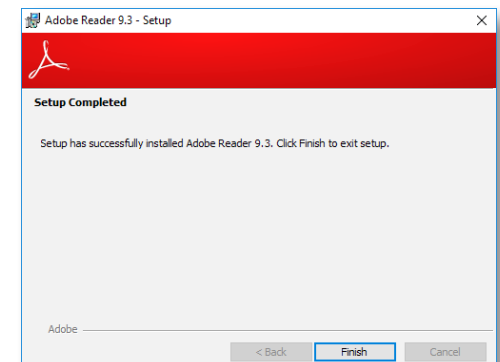 Adobe Reader 9.3 - Setup
Setup Completed
Setup has successfully installed Adobe Reader 9.3. Click Finish to exit setup.
Adobe
< Back Finish Cancel